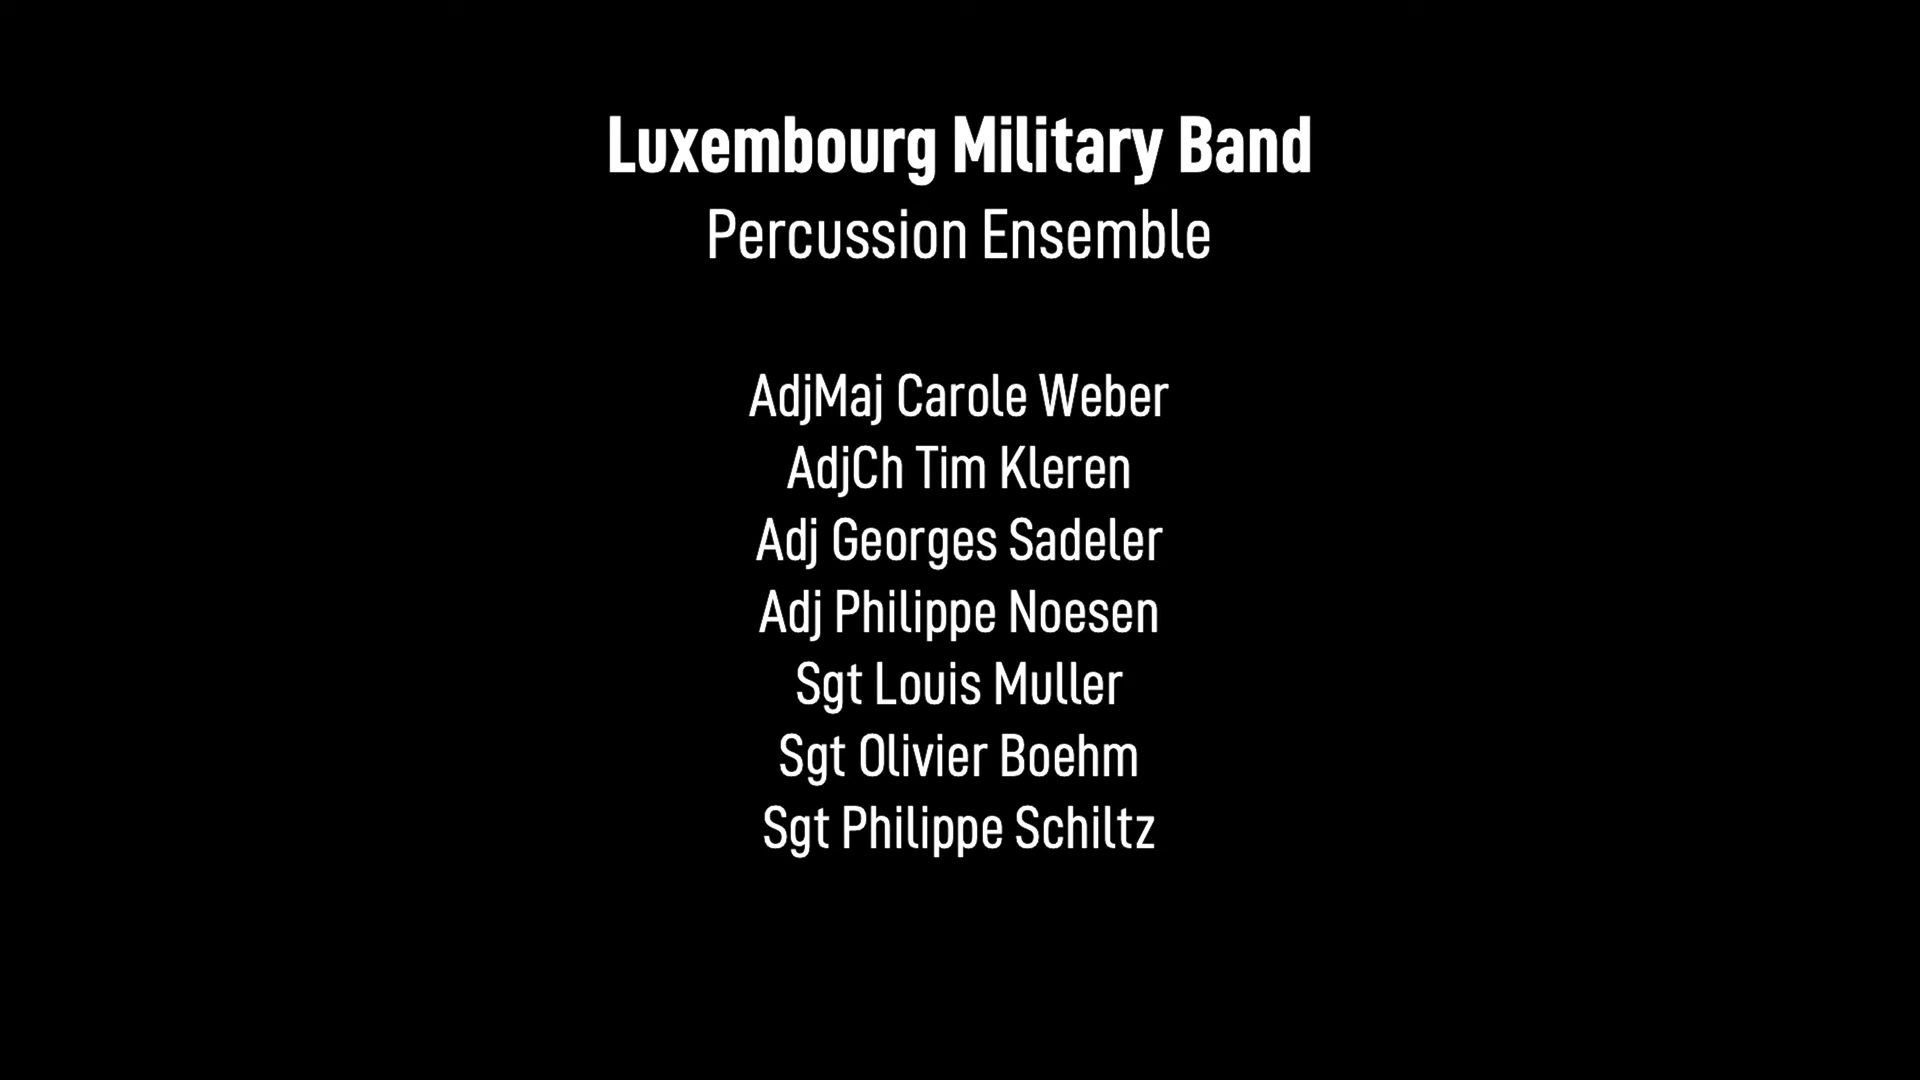 Luxembourg Military Band
Percussion Ensemble
AdjMaj Carole Weber
AdjCh Tim Kleren
Adj Georges Sadeler
Adj Philippe Noesen
Sgt Louis Muller
Sgt Olivier Boehm
Sgt Philippe Schiltz